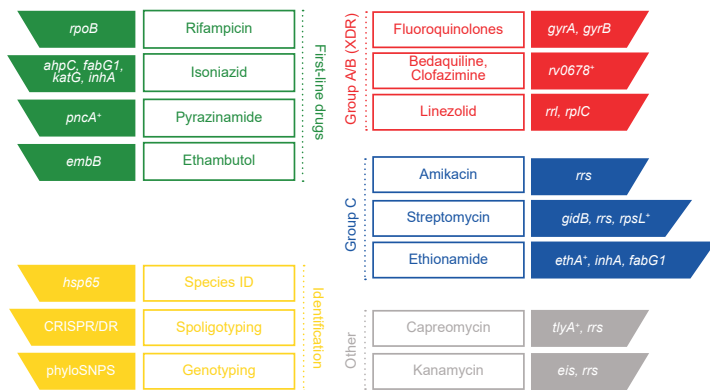 rpoB
Rifampicin
ahpC, fabG1,
katG, inhA
Isoniazid
pncA⁺
Pyrazinamide
embB
Ethambutol
First-line drugs
hsp65
Species ID
CRISPR/DR
Spoligotyping
phyloSNPS
Genotyping
Identification
Group A/B (XDR)
Fluoroquinolones
gyrA, gyrB
Bedaquiline,
Clofazimine
rv0678⁺
Linezolid
rrl, rplC
Group C
Amikacin
rrs
Streptomycin
gidB, rrs, rpsL⁺
Ethionamide
ethA⁺, inhA, fabG1
Other
Capreomycin
tlyA⁺, rrs
Kanamycin
eis, rrs